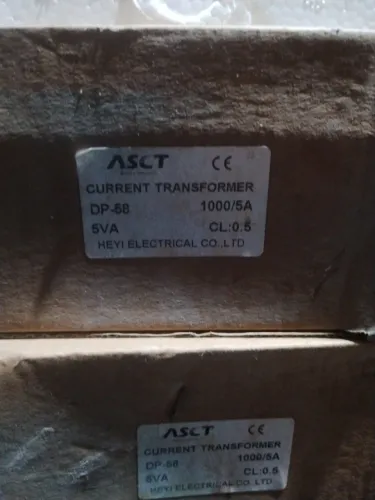 ASCT CE
CURRENT TRANSFORMER
DP-58 1000/5A
5VA CL:0.5
HEYI ELECTRICAL CO.,LTD
ASCT CE
CURRENT TRANSFORMER
DP-58 1000/5A
5VA CL:0.5
HEYI ELECTRICAL CO. LTD